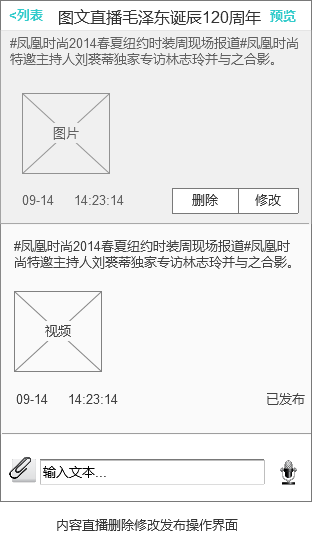 <列表 图文直播毛泽东诞辰120周年 预览
#凤凰时尚2014春夏纽约时装周现场报道#凤凰时尚
特邀主持人刘裘蒂独家专访林志玲并与之合影。
图片
09-14 14:23:14 删除 修改
#凤凰时尚2014春夏纽约时装周现场报道#凤凰时
尚特邀主持人刘裘蒂独家专访林志玲并与之合影。
视频
09-14 14:23:14 已发布
输入文本...
内容直播删除修改发布操作界面